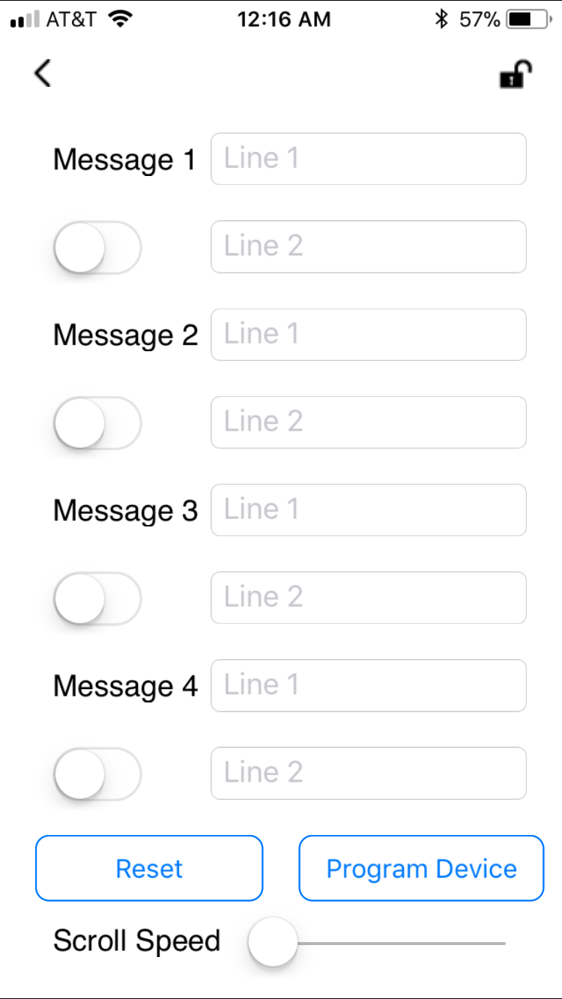 AT&T 12:16 AM 57%
Message 1 Line 1
Line 2
Message 2 Line 1
Line 2
Message 3 Line 1
Line 2
Message 4 Line 1
Line 2
Reset Program Device
Scroll Speed